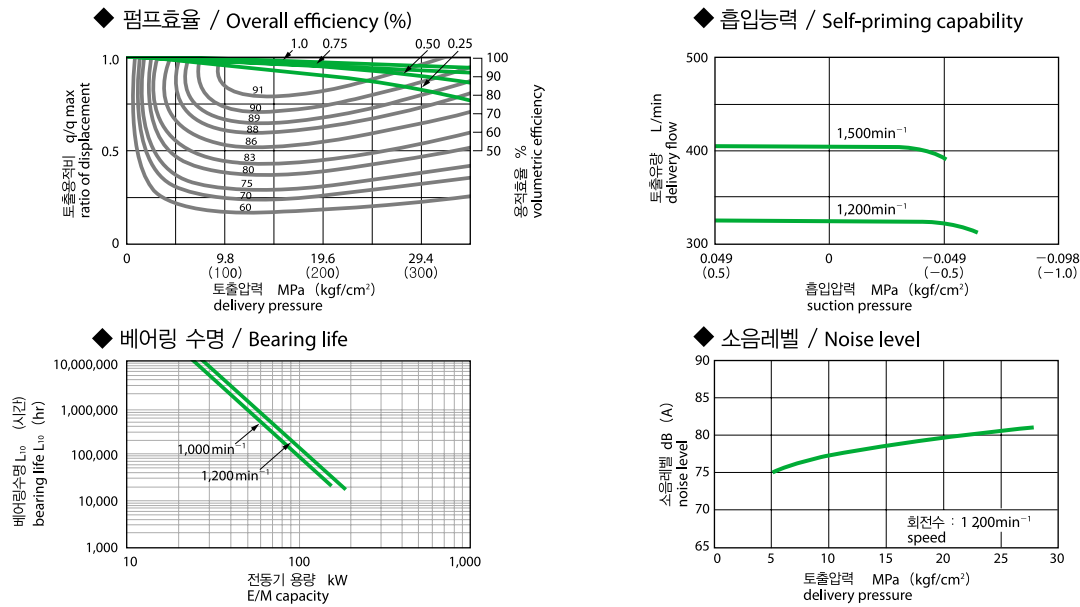 ◆ 펌프효율 / Overall efficiency (%)
1.0 0.75 0.50 0.25
토출용적비 q/q max
ratio of displacement
1.0
0.5
0
91
90
89
88
86
83
80
75
70
60
100
90
80
70
60
50
용적효율 %
volumetric efficiency
0 9.8 19.6 29.4
(100) (200) (300)
토출압력 MPa (kgf/cm²)
delivery pressure
◆ 흡입능력 / Self-priming capability
토출유량 L/min
delivery flow
500
400
300
1,500min⁻¹
1,200min⁻¹
0.049 0 −0.049 −0.098
(0.5) (−0.5) (−1.0)
흡입압력 MPa (kgf/cm²)
suction pressure
◆ 베어링 수명 / Bearing life
베어링수명 L₁₀ (시간)
bearing life L₁₀ (hr)
10,000,000
1,000,000
100,000
10,000
1,000
1,000min⁻¹
1,200min⁻¹
10 100 1,000
전동기 용량 kW
E/M capacity
◆ 소음레벨 / Noise level
소음레벨 dB (A)
noise level
90
85
80
75
70
65
회전수 : 1 200min⁻¹
speed
0 5 10 15 20 25 30
토출압력 MPa (kgf/cm²)
delivery pressure